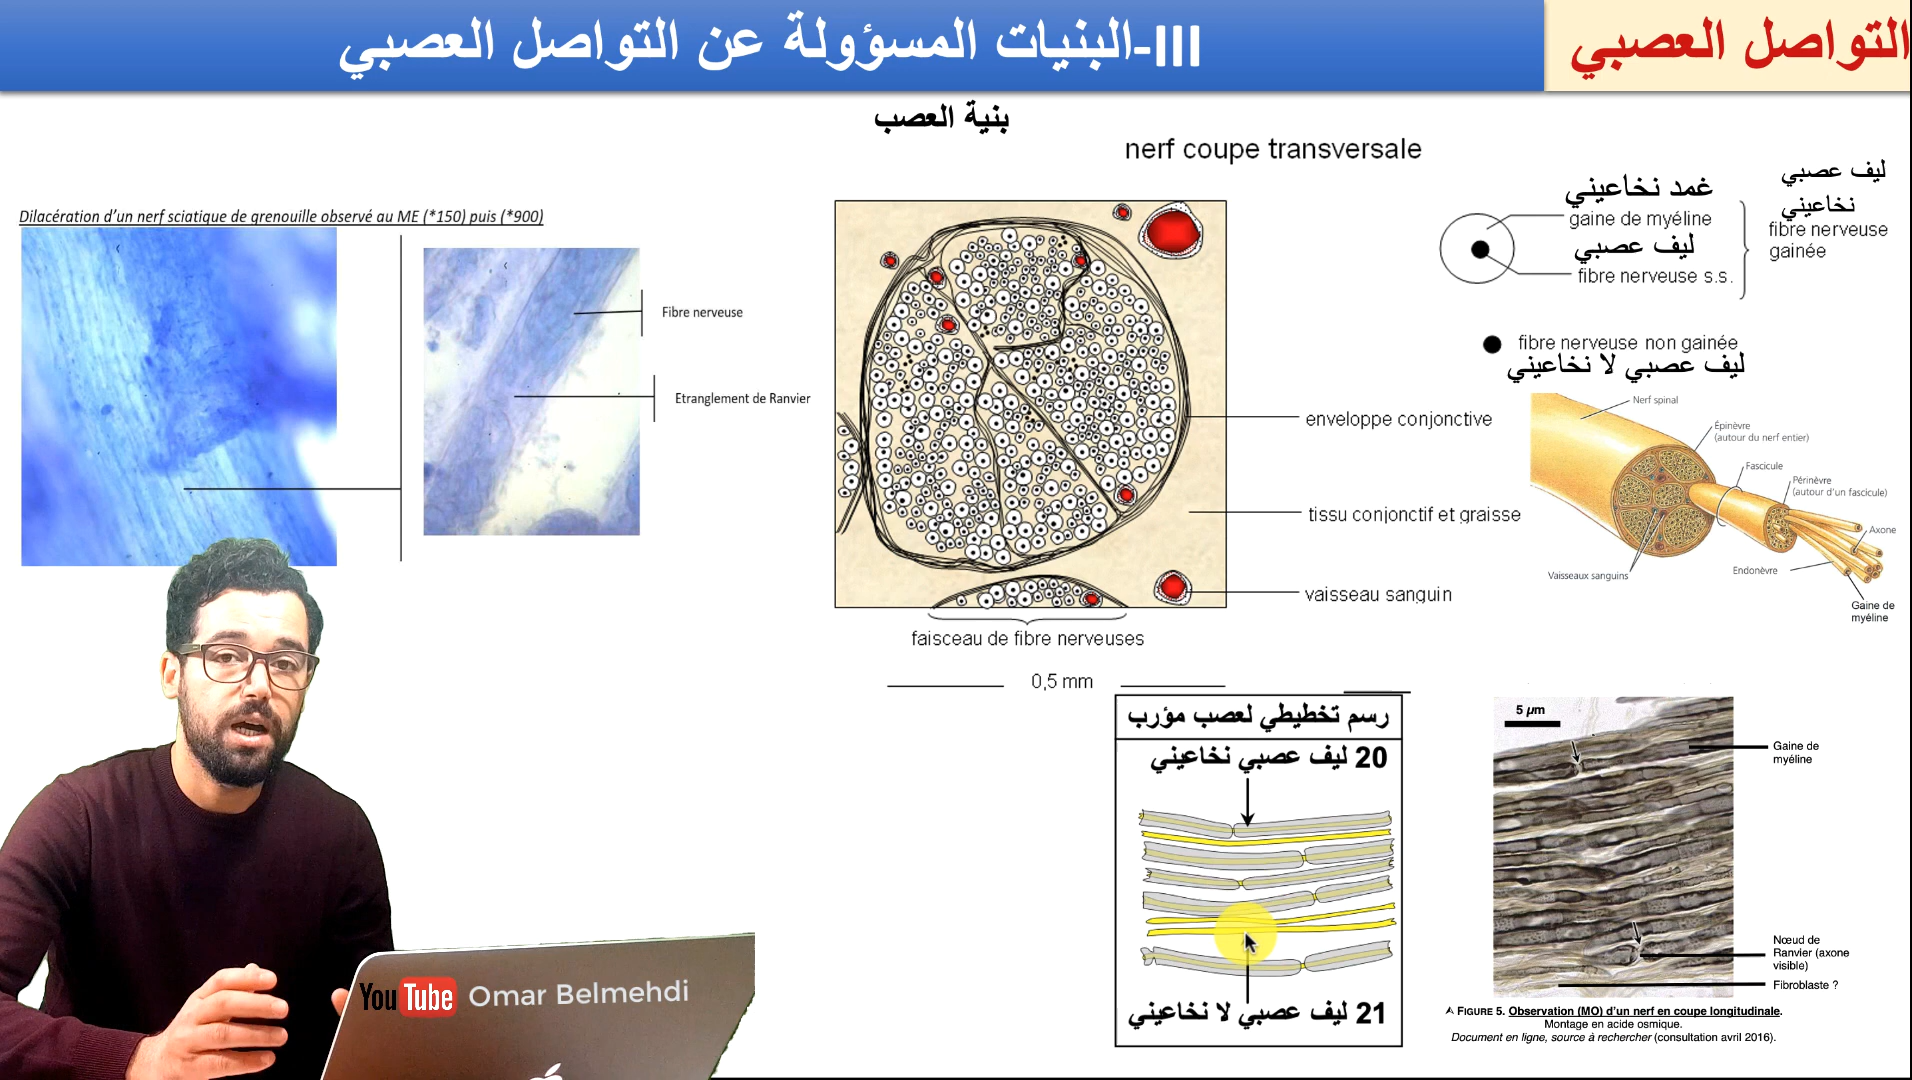 III-البنيات المسؤولة عن التواصل العصبي
التواصل العصبي
بنية العصب
nerf coupe transversale
Dilacération d'un nerf sciatique de grenouille observé au ME (*150) puis (*900)
Fibre nerveuse
Etranglement de Ranvier
غمد نخاعيني
gaine de myéline
ليف عصبي
fibre nerveuse s.s.
ليف عصبي
نخاعيني
fibre nerveuse
gainée
fibre nerveuse non gainée
ليف عصبي لا نخاعيني
enveloppe conjonctive
tissu conjonctif et graisse
vaisseau sanguin
faisceau de fibre nerveuses
0,5 mm
Nerf spinal
Épinèvre
(autour du nerf entier)
Fascicule
Périnèvre
(autour d'un fascicule)
Axone
Vaisseaux sanguins
Endonèvre
Gaine de
myéline
رسم تخطيطي لعصب مؤرب
20 ليف عصبي نخاعيني
21 ليف عصبي لا نخاعيني
5 µm
Gaine de
myéline
Nœud de
Ranvier (axone
visible)
Fibroblaste ?
FIGURE 5. Observation (MO) d'un nerf en coupe longitudinale.
Montage en acide osmique.
Document en ligne, source à rechercher (consultation avril 2016).
YouTube Omar Belmehdi